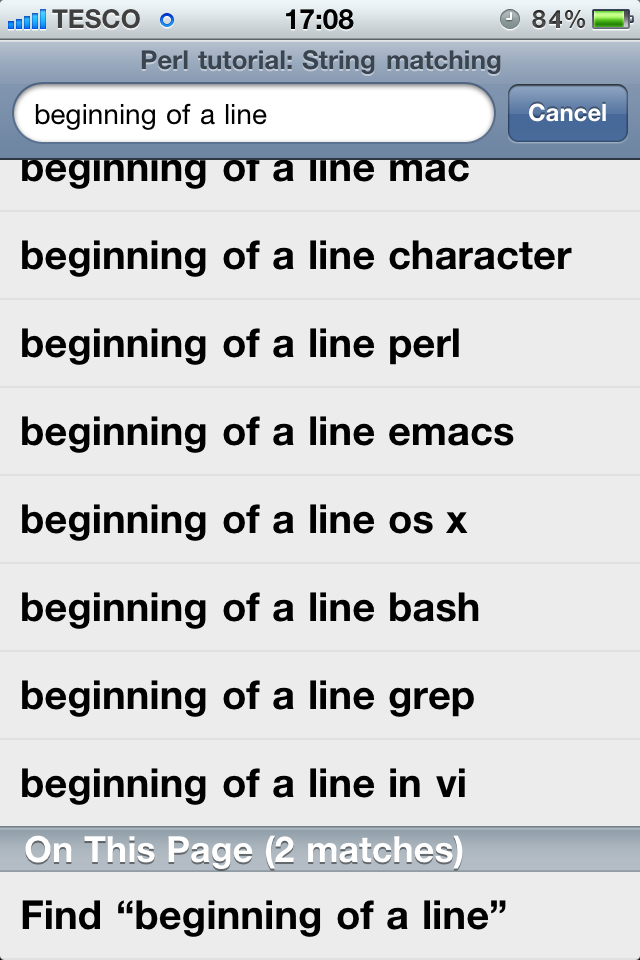 TESCO 17:08 84%
Perl tutorial: String matching
beginning of a line Cancel
beginning of a line mac
beginning of a line character
beginning of a line perl
beginning of a line emacs
beginning of a line os x
beginning of a line bash
beginning of a line grep
beginning of a line in vi
On This Page (2 matches)
Find “beginning of a line”